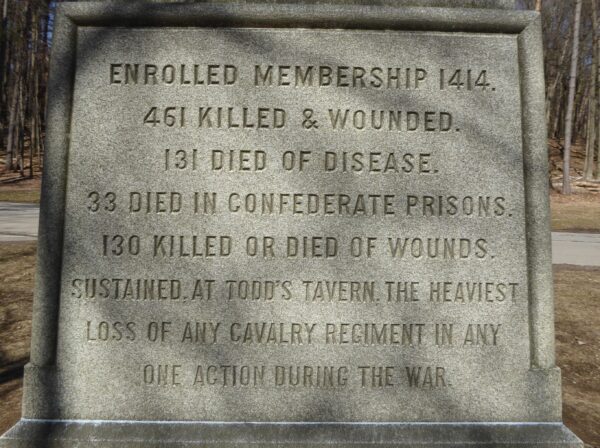 ENROLLED MEMBERSHIP 1414.
461 KILLED & WOUNDED.
131 DIED OF DISEASE.
33 DIED IN CONFEDERATE PRISONS.
130 KILLED OR DIED OF WOUNDS.
SUSTAINED, AT TODD'S TAVERN, THE HEAVIEST
LOSS OF ANY CAVALRY REGIMENT IN ANY
ONE ACTION DURING THE WAR.